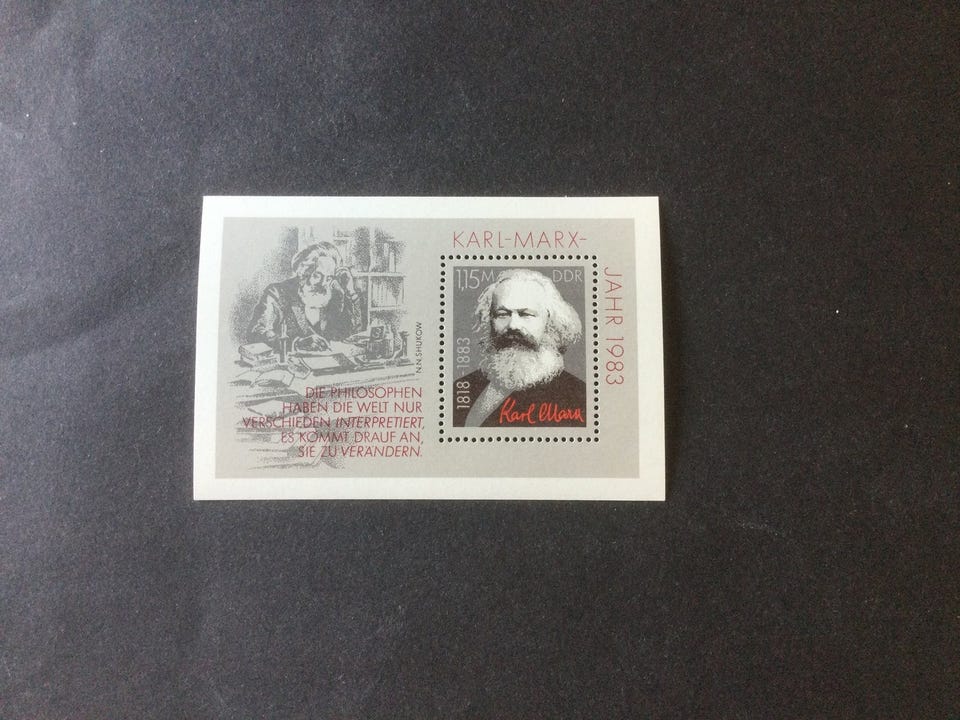 KARL-MARX-
JAHR 1983
1,15 M
DDR
1818-1883
Karl Marx
N.N.SHUKOW
DIE PHILOSOPHEN
HABEN DIE WELT NUR
VERSCHIEDEN INTERPRETIERT,
ES KOMMT DRAUF AN,
SIE ZU VERÄNDERN.